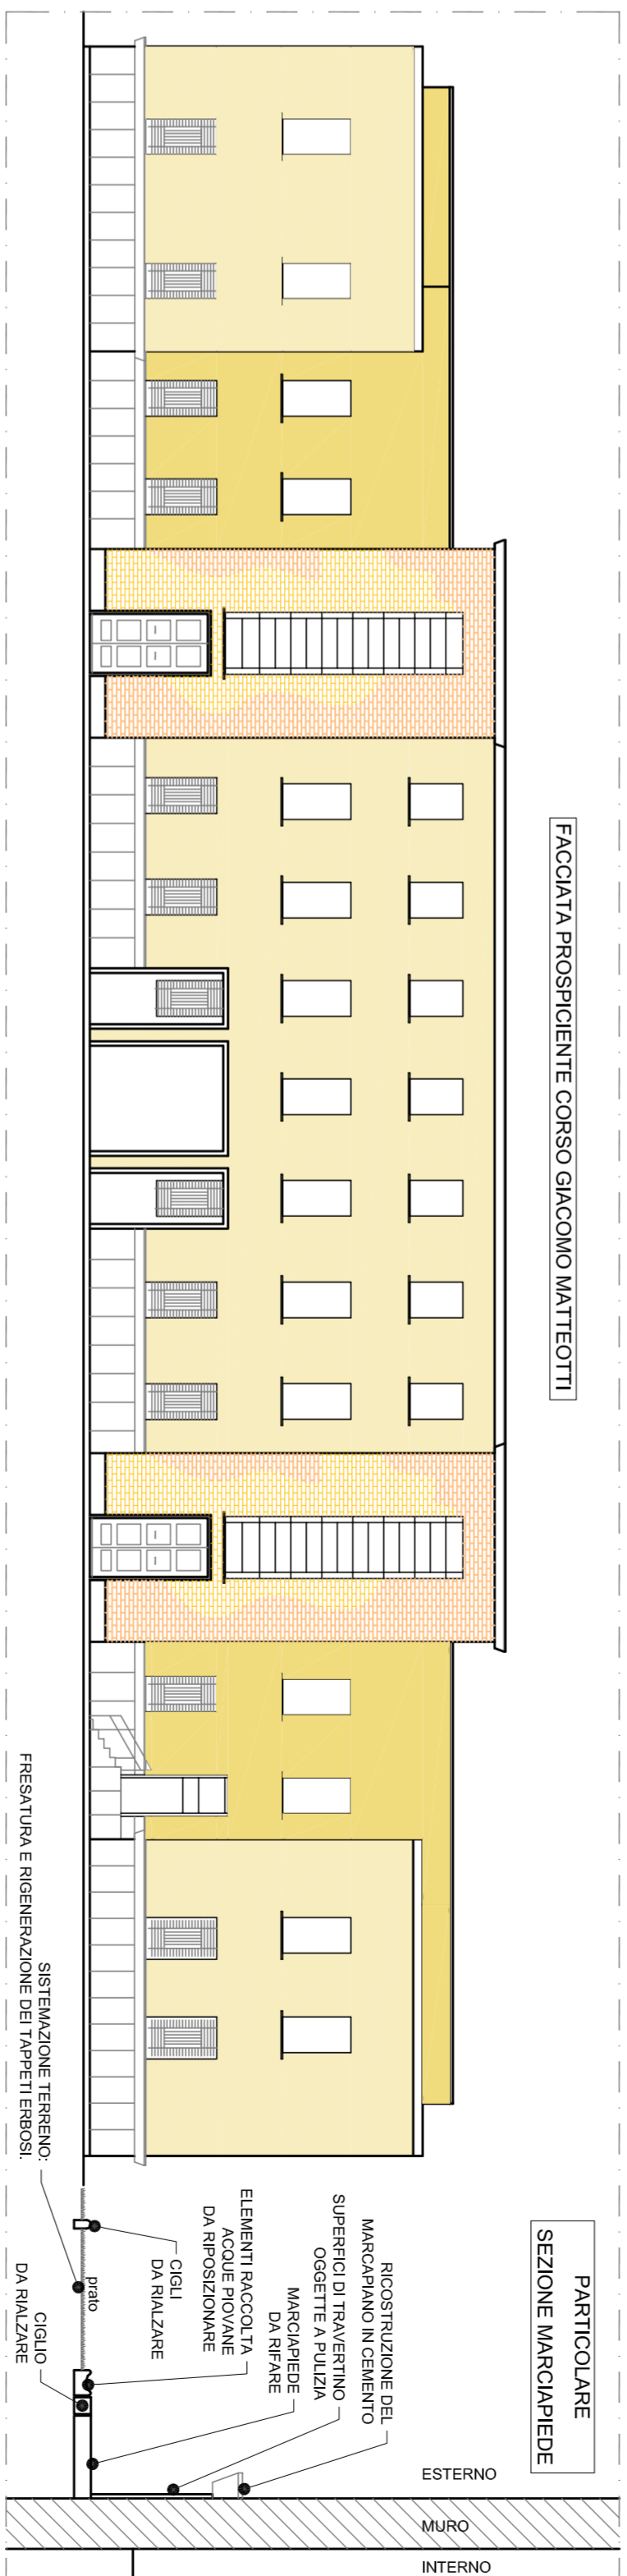 FACCIATA PROSPICIENTE CORSO GIACOMO MATTEOTTI
PARTICOLARE
SEZIONE MARCIAPIEDE
RICOSTRUZIONE DEL
MARCAPIANO IN CEMENTO
SUPERFICI DI TRAVERTINO
OGGETTE A PULIZIA
MARCIAPIEDE
DA RIFARE
ELEMENTI RACCOLTA
ACQUE PIOVANE
DA RIPOSIZIONARE
CIGLI
DA RIALZARE
prato
CIGLIO
DA RIALZARE
SISTEMAZIONE TERRENO:
FRESATURA E RIGENERAZIONE DEI TAPPETI ERBOSI.
ESTERNO
MURO
INTERNO